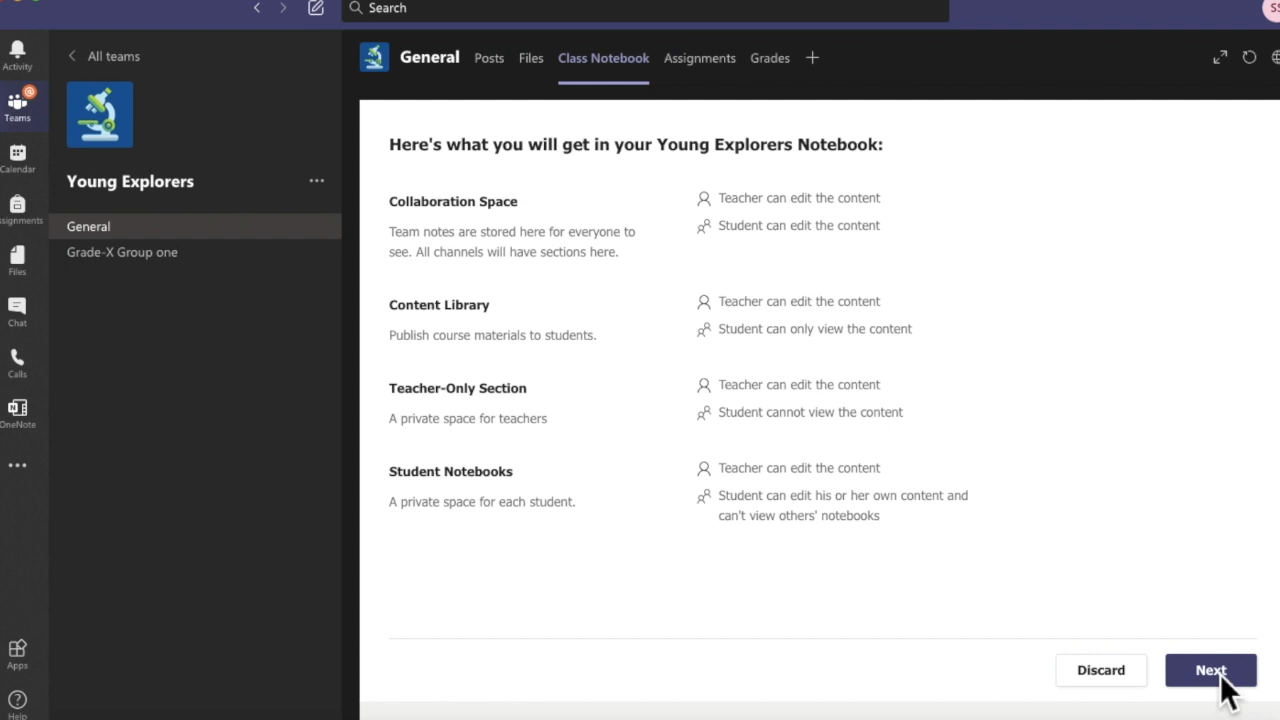 Search
SS
Activity
Teams
Calendar
ssignments
Files
Chat
Calls
OneNote
Apps
Help
All teams
Young Explorers
General
Grade-X Group one
General Posts Files Class Notebook Assignments Grades
Here's what you will get in your Young Explorers Notebook:
Collaboration Space
Team notes are stored here for everyone to
see. All channels will have sections here.
Teacher can edit the content
Student can edit the content
Content Library
Publish course materials to students.
Teacher can edit the content
Student can only view the content
Teacher-Only Section
A private space for teachers
Teacher can edit the content
Student cannot view the content
Student Notebooks
A private space for each student.
Teacher can edit the content
Student can edit his or her own content and
can't view others' notebooks
Discard
Next